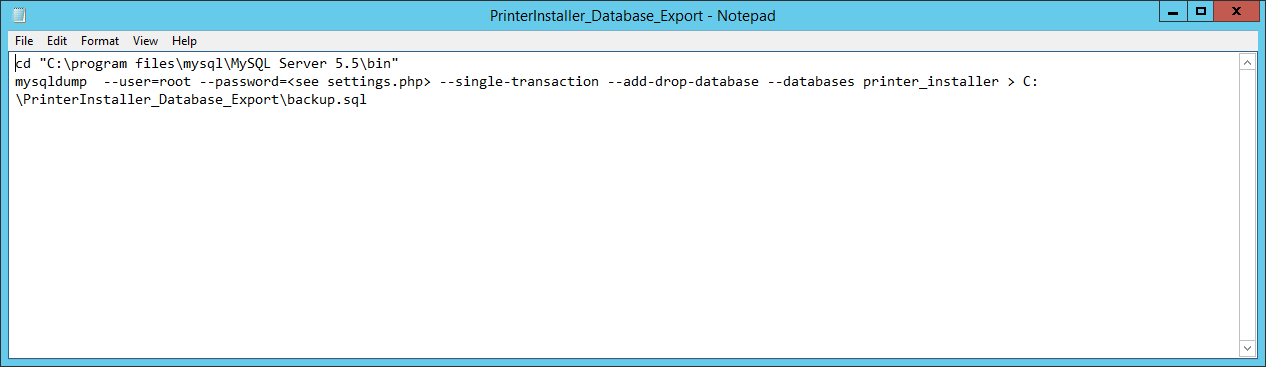 PrinterInstaller_Database_Export - Notepad
File Edit Format View Help
cd "C:\program files\mysql\MySQL Server 5.5\bin"
mysqldump  --user=root --password=<see settings.php> --single-transaction --add-drop-database --databases printer_installer > C:
\PrinterInstaller_Database_Export\backup.sql